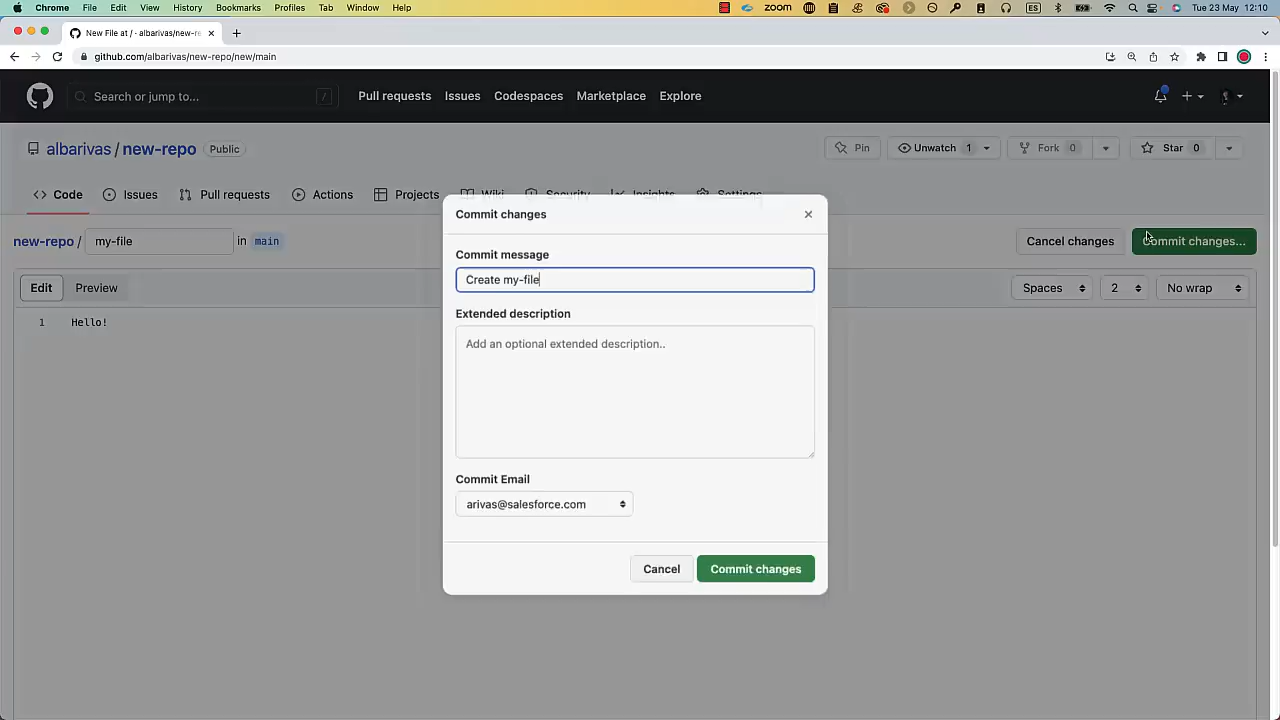 Chrome File Edit View History Bookmarks Profiles Tab Window Help zoom ES Tue 23 May 12:10
New File at / · albarivas/new-r
github.com/albarivas/new-repo/new/main
Search or jump to... / Pull requests Issues Codespaces Marketplace Explore
albarivas / new-repo Public Pin Unwatch 1 Fork 0 Star 0
Code Issues Pull requests Actions Projects Wiki Security Insights Settings
new-repo / my-file in main Cancel changes Commit changes...
Edit Preview Spaces 2 No wrap
1 Hello!
Commit changes
Commit message
Create my-file
Extended description
Add an optional extended description..
Commit Email
arivas@salesforce.com
Cancel Commit changes